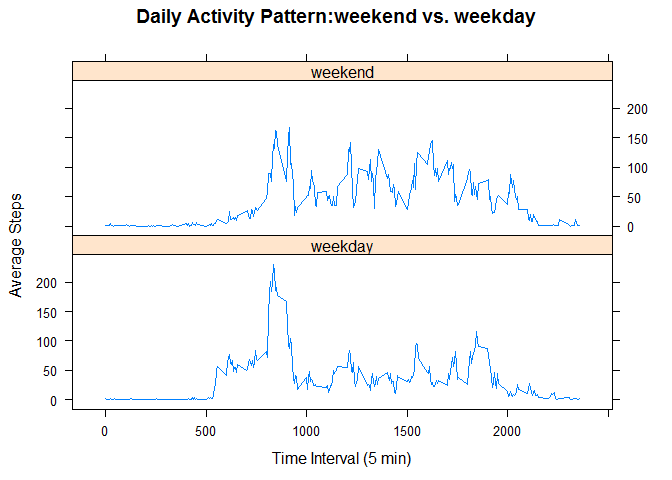 Daily Activity Pattern:weekend vs. weekday
weekend
200
150
100
50
0
Average Steps
weekday
200
150
100
50
0
0 500 1000 1500 2000
Time Interval (5 min)